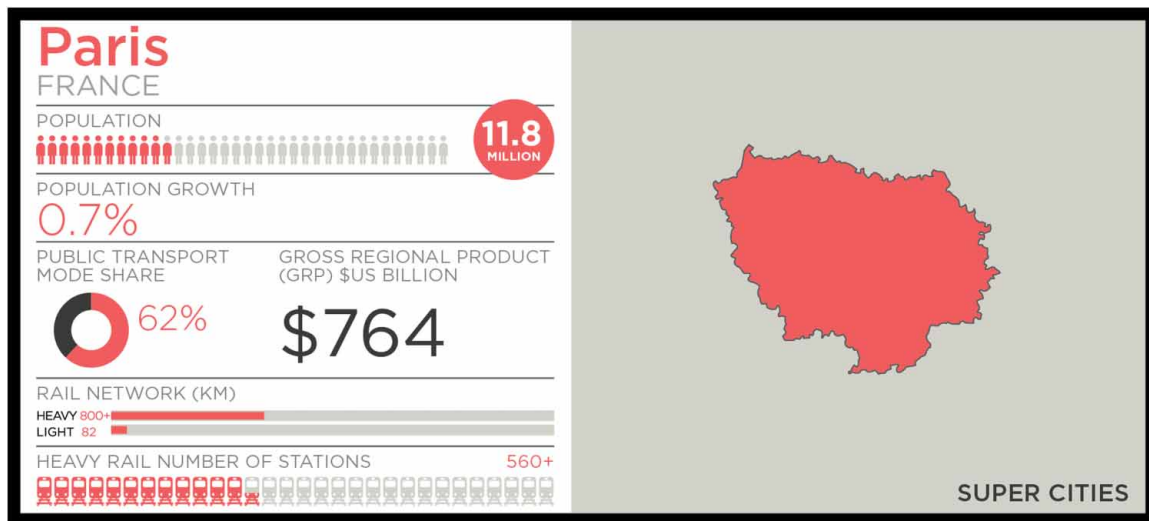 Paris
FRANCE
POPULATION
11.8
MILLION
POPULATION GROWTH
0.7%
PUBLIC TRANSPORT
MODE SHARE
62%
GROSS REGIONAL PRODUCT
(GRP) $US BILLION
$764
RAIL NETWORK (KM)
HEAVY 800+
LIGHT 82
HEAVY RAIL NUMBER OF STATIONS 560+
SUPER CITIES